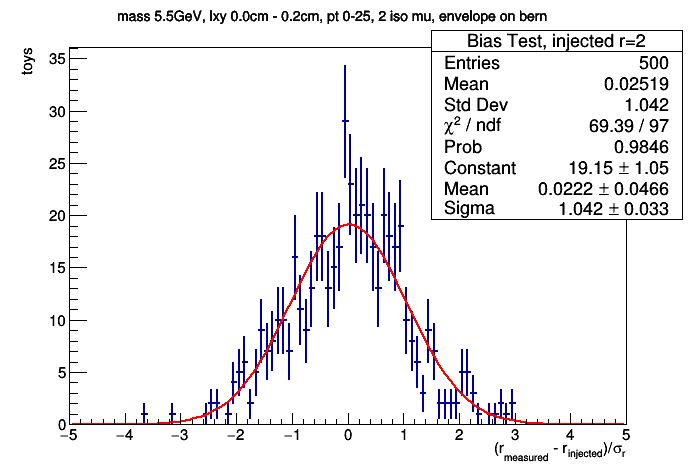 mass 5.5GeV, lxy 0.0cm - 0.2cm, pt 0-25, 2 iso mu, envelope on bern
Bias Test, injected r=2
Entries 500
Mean 0.02519
Std Dev 1.042
χ² / ndf 69.39 / 97
Prob 0.9846
Constant 19.15 ± 1.05
Mean 0.0222 ± 0.0466
Sigma 1.042 ± 0.033
toys
35
30
25
20
15
10
5
0
−5 −4 −3 −2 −1 0 1 2 3 4 5
(r_measured - r_injected)/σ_r